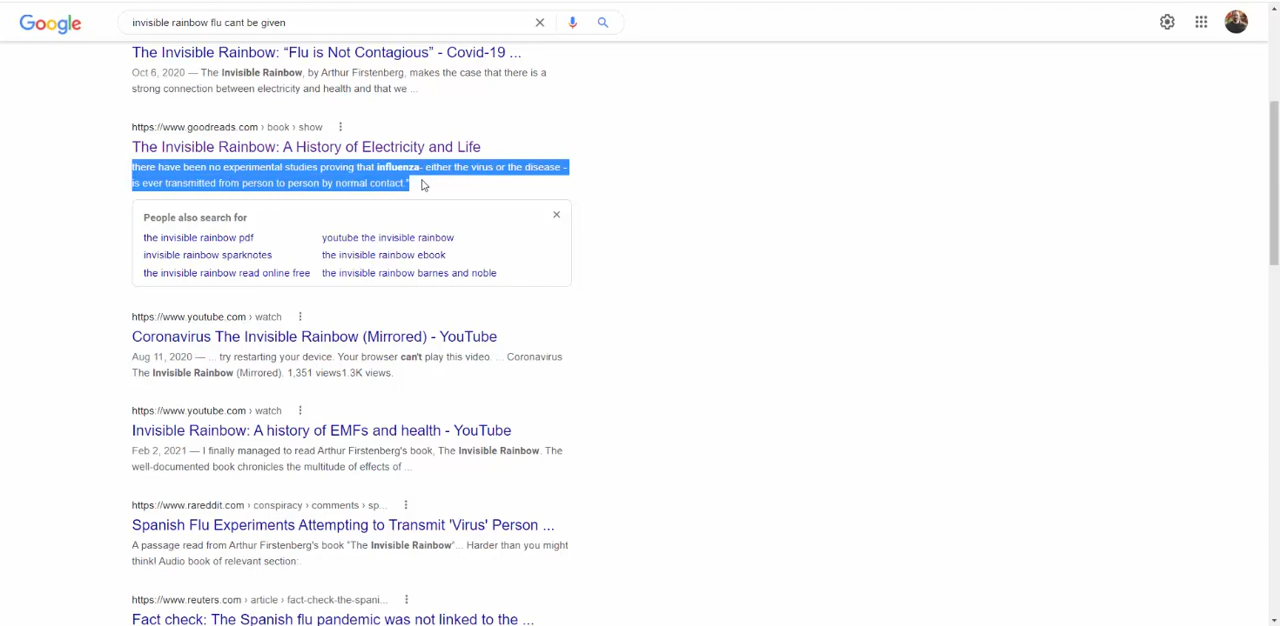 Google
invisible rainbow flu cant be given
The Invisible Rainbow: “Flu is Not Contagious” - Covid-19 ...
Oct 6, 2020 — The Invisible Rainbow, by Arthur Firstenberg, makes the case that there is a
strong connection between electricity and health and that we ...
https://www.goodreads.com › book › show
The Invisible Rainbow: A History of Electricity and Life
there have been no experimental studies proving that influenza- either the virus or the disease -
is ever transmitted from person to person by normal contact."
People also search for
the invisible rainbow pdf
youtube the invisible rainbow
invisible rainbow sparknotes
the invisible rainbow ebook
the invisible rainbow read online free
the invisible rainbow barnes and noble
https://www.youtube.com › watch
Coronavirus The Invisible Rainbow (Mirrored) - YouTube
Aug 11, 2020 — ... try restarting your device. Your browser can't play this video. ... Coronavirus
The Invisible Rainbow (Mirrored). 1,351 views1.3K views.
https://www.youtube.com › watch
Invisible Rainbow: A history of EMFs and health - YouTube
Feb 2, 2021 — I finally managed to read Arthur Firstenberg's book, The Invisible Rainbow. The
well-documented book chronicles the multitude of effects of ...
https://www.rareddit.com › conspiracy › comments › sp...
Spanish Flu Experiments Attempting to Transmit 'Virus' Person ...
A passage read from Arthur Firstenberg's book "The Invisible Rainbow"... Harder than you might
think! Audio book of relevant section:.
https://www.reuters.com › article › fact-check-the-spani...
Fact check: The Spanish flu pandemic was not linked to the ...